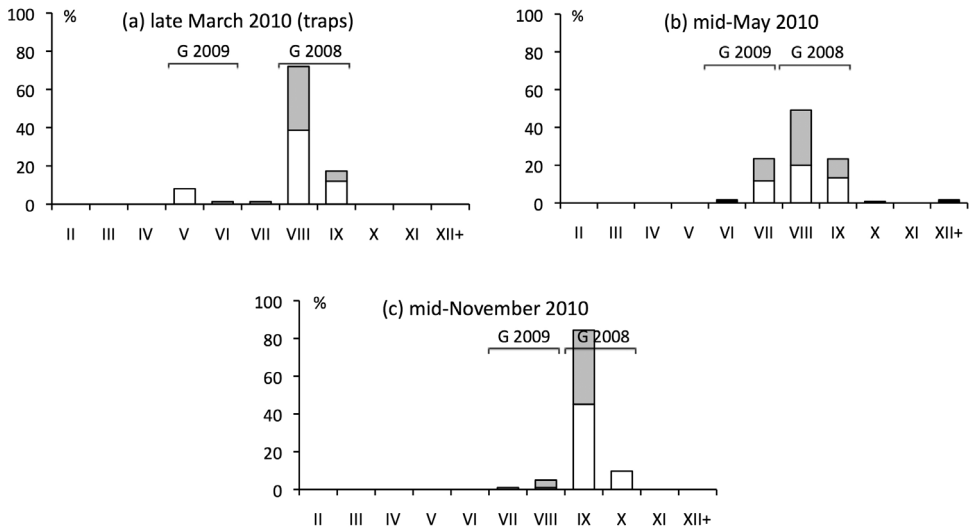 100 % (a) late March 2010 (traps)
G 2009 G 2008
80
60
40
20
0
II III IV V VI VII VIII IX X XI XII+
100 % (b) mid-May 2010
G 2009 G 2008
80
60
40
20
0
II III IV V VI VII VIII IX X XI XII+
100 % (c) mid-November 2010
G 2009 G 2008
80
60
40
20
0
II III IV V VI VII VIII IX X XI XII+